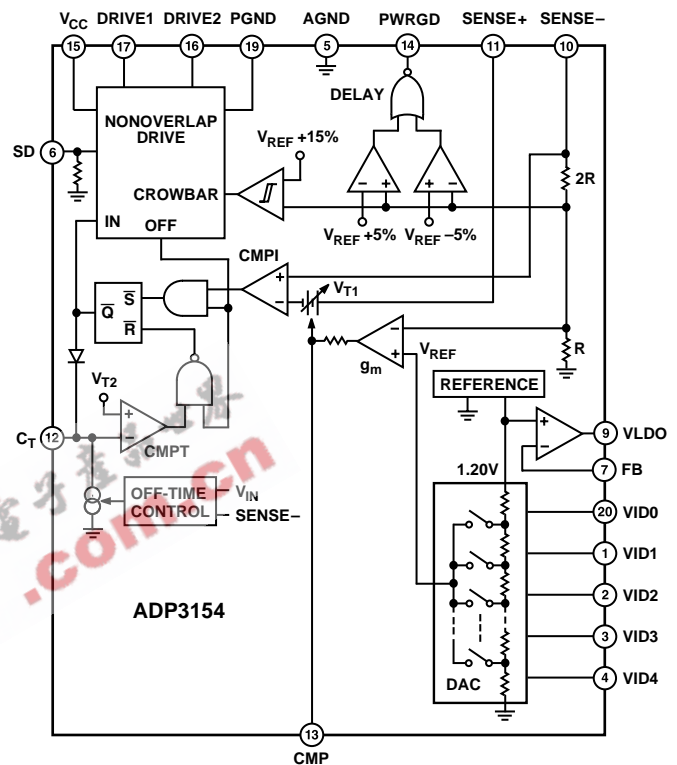 VCC DRIVE1 DRIVE2 PGND AGND PWRGD SENSE+ SENSE–
15 17 16 19 5 14 11 10
DELAY
NONOVERLAP
DRIVE
VREF +15%
SD 6
2R
CROWBAR
IN
OFF
VREF +5% VREF –5%
CMPI
VT1
S
Q
R
VREF
R
gm
VT2
REFERENCE
CT 12
CMPT
9 VLDO
7 FB
1.20V
OFF-TIME
CONTROL
VIN
SENSE–
20 VID0
1 VID1
2 VID2
3 VID3
4 VID4
ADP3154
DAC
13
CMP
.com.cn